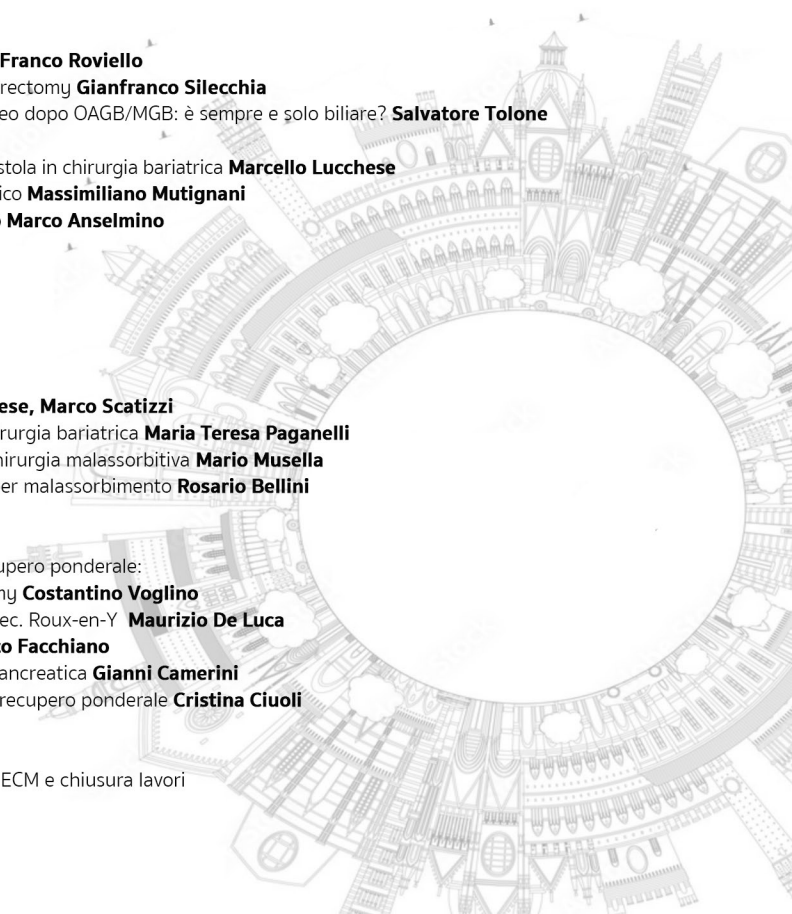 Franco Roviello
rectomy Gianfranco Silecchia
eo dopo OAGB/MGB: è sempre e solo biliare? Salvatore Tolone
stola in chirurgia bariatrica Marcello Lucchese
ico Massimiliano Mutignani
o Marco Anselmino
ese, Marco Scatizzi
rurgia bariatrica Maria Teresa Paganelli
hirurgia malassorbitiva Mario Musella
er malassorbimento Rosario Bellini
upero ponderale:
my Costantino Voglino
ec. Roux-en-Y Maurizio De Luca
co Facchiano
ancreatica Gianni Camerini
recupero ponderale Cristina Ciuoli
ECM e chiusura lavori